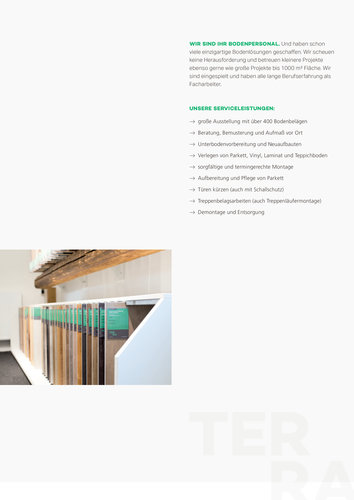 WIR SIND IHR BODENPERSONAL. Und haben schon
viele einzigartige Bodenlösungen geschaffen. Wir scheuen
keine Herausforderung und betreuen kleinere Projekte
ebenso gerne wie große Projekte bis 1000 m² Fläche. Wir
sind eingespielt und haben alle lange Berufserfahrung als
Facharbeiter.
UNSERE SERVICELEISTUNGEN:
→ große Ausstellung mit über 400 Bodenbelägen
→ Beratung, Bemusterung und Aufmaß vor Ort
→ Unterbodenvorbereitung und Neuaufbauten
→ Verlegen von Parkett, Vinyl, Laminat und Teppichboden
→ sorgfältige und termingerechte Montage
→ Aufbereitung und Pflege von Parkett
→ Türen kürzen (auch mit Schallschutz)
→ Treppenbelagsarbeiten (auch Treppenläufermontage)
→ Demontage und Entsorgung
TER
RA